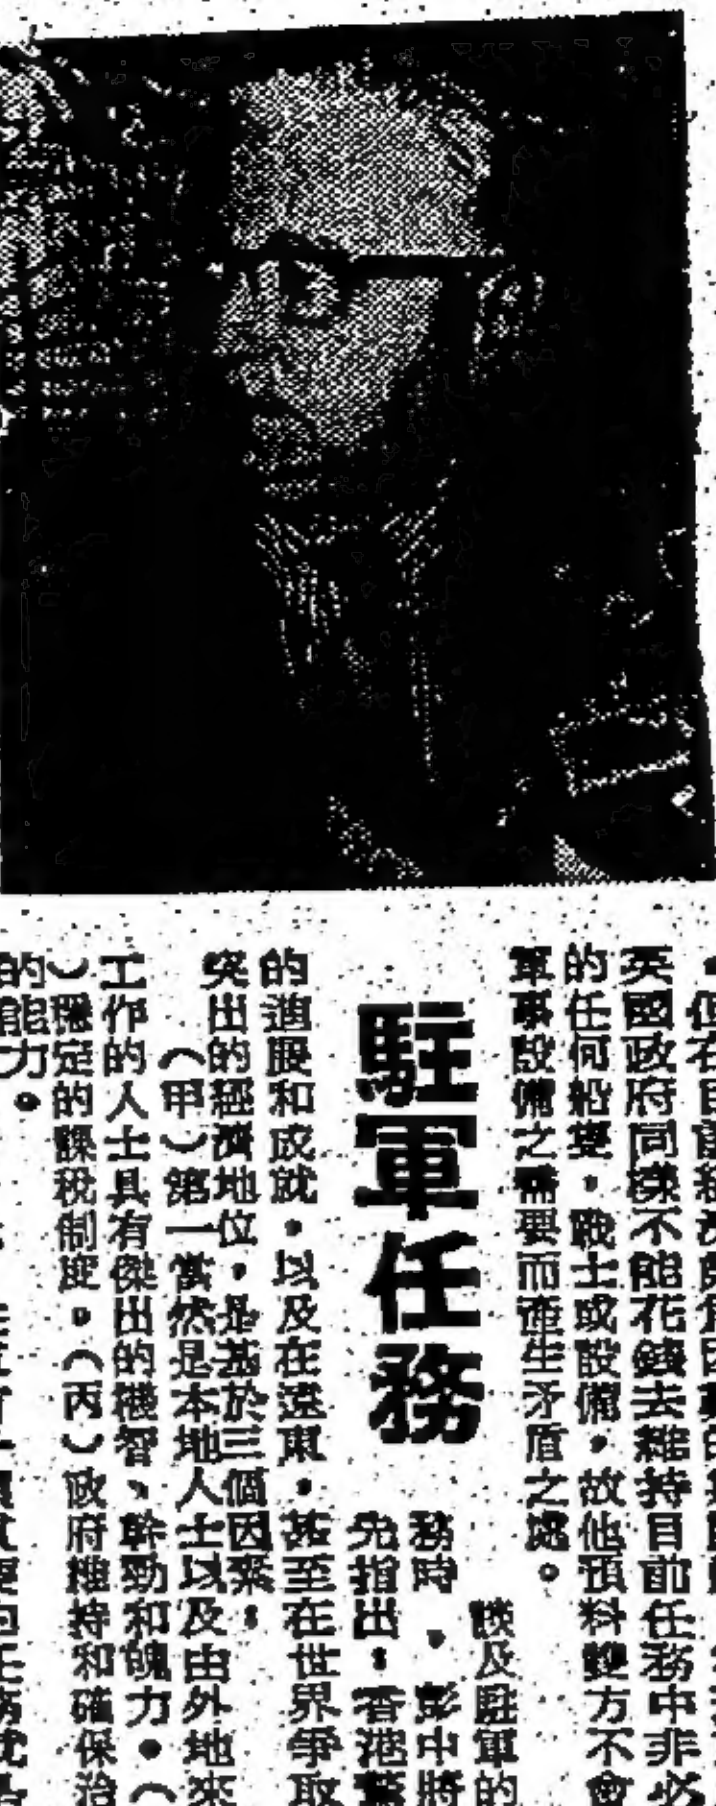 英國政府同樣不能花錢去維持目前任務中非必
的任何船隻，戰士或設備，故他預料雙方不會
軍事設備之需要而產生矛盾之處。
駐軍任務
談及駐軍的
務時，彭中將
先指出，香港
的進展和成就，以及在遠東，甚至在世界爭取
突出的經濟地位，是基於三個因素：
（甲）第一當然是本地人士以及由外地來
工作的人士具有傑出的機智、幹勁和魄力。（
）穩定的課稅制度。（丙）政府維持和確保治
的能力。